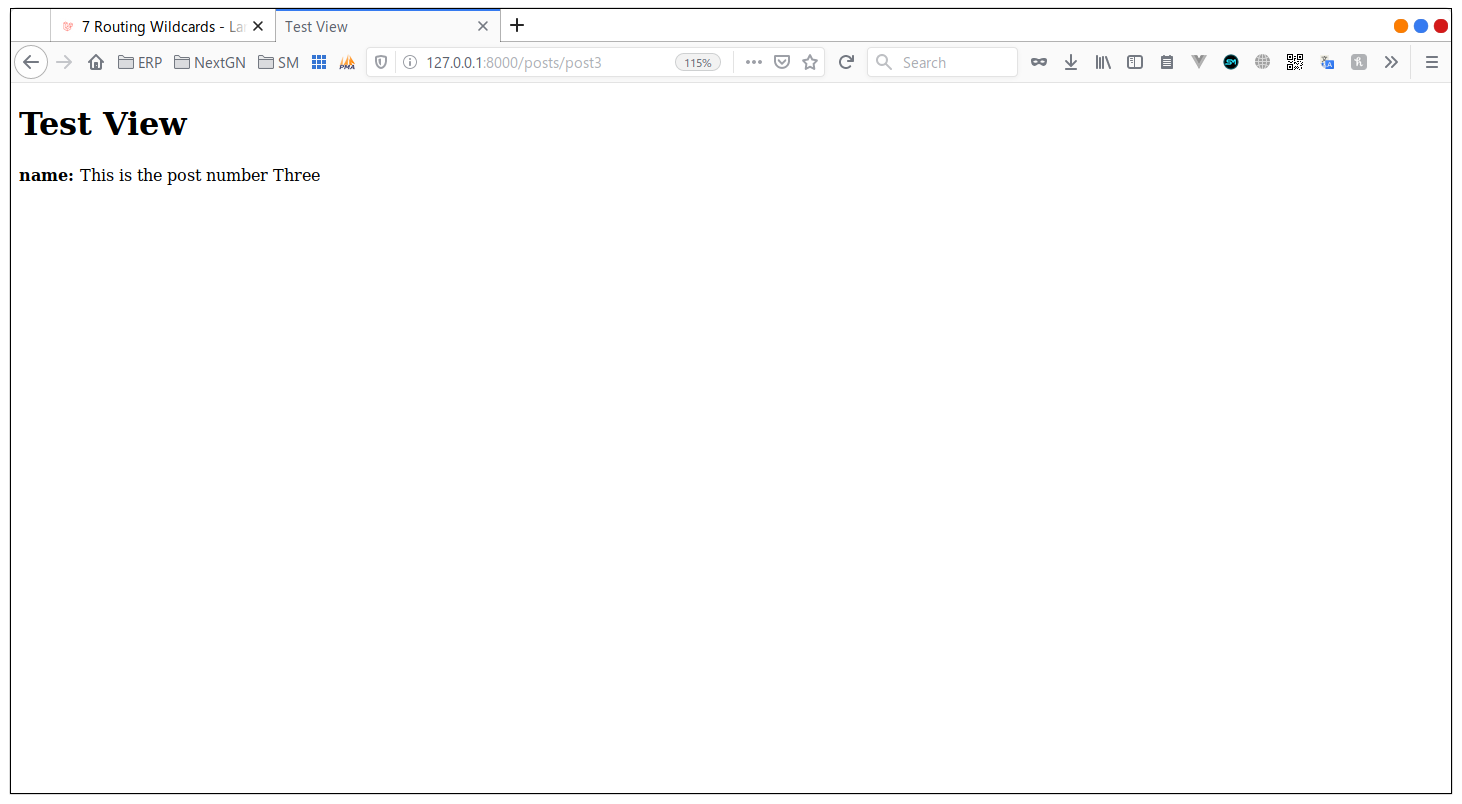 7 Routing Wildcards - La
Test View
ERP NextGN SM PMA 127.0.0.1:8000/posts/post3 115% Search
Test View
name: This is the post number Three